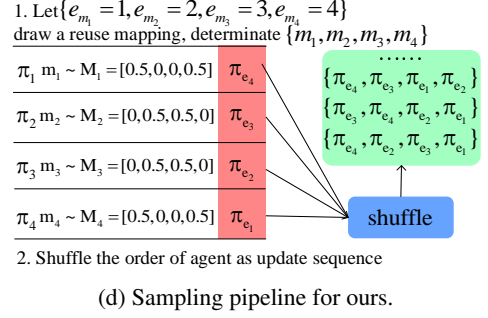 1. Let{e_{m_1} = 1, e_{m_2} = 2, e_{m_3} = 3, e_{m_4} = 4}
draw a reuse mapping, determinate {m_1, m_2, m_3, m_4}
π_1 m_1 ~ M_1 = [0.5,0,0,0.5] π_{e_4}
π_2 m_2 ~ M_2 = [0,0.5,0.5,0] π_{e_3}
π_3 m_3 ~ M_3 = [0,0.5,0.5,0] π_{e_2}
π_4 m_4 ~ M_4 = [0.5,0,0,0.5] π_{e_1}
......
{π_{e_4}, π_{e_3}, π_{e_1}, π_{e_2}}
{π_{e_3}, π_{e_4}, π_{e_2}, π_{e_1}}
{π_{e_4}, π_{e_2}, π_{e_3}, π_{e_1}}
shuffle
2. Shuffle the order of agent as update sequence
(d) Sampling pipeline for ours.